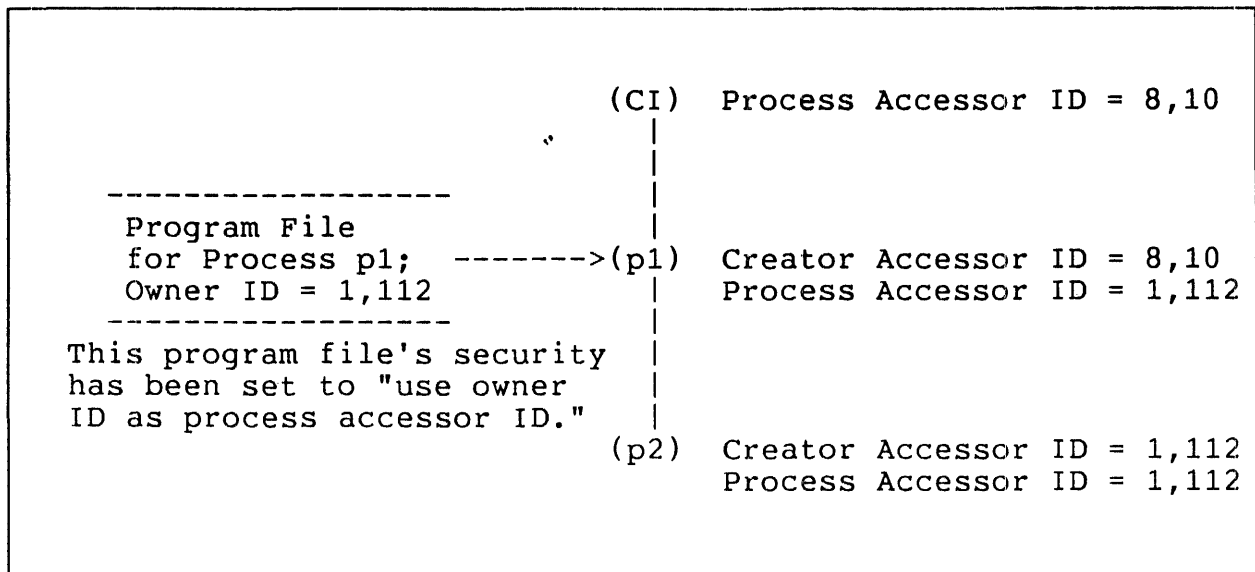 (CI) Process Accessor ID = 8,10
Program File
for Process p1; ------->(p1) Creator Accessor ID = 8,10
Owner ID = 1,112 Process Accessor ID = 1,112
This program file's security
has been set to "use owner
ID as process accessor ID."
(p2) Creator Accessor ID = 1,112
Process Accessor ID = 1,112